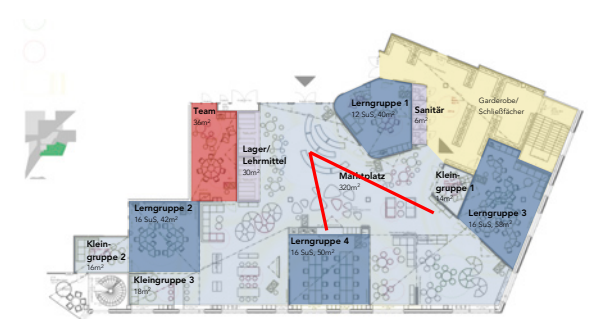 Team
36m²
Lerngruppe 1
12 SuS, 40m²
Sanitär
6m²
Garderobe/
Schließfächer
Lager/
Lehrmittel
30m²
Marktplatz
320m²
Klein-
gruppe 1
14m²
Lerngruppe 2
16 SuS, 42m²
Lerngruppe 3
16 SuS, 58m²
Klein-
gruppe 2
16m²
Lerngruppe 4
16 SuS, 50m²
Kleingruppe 3
18m²